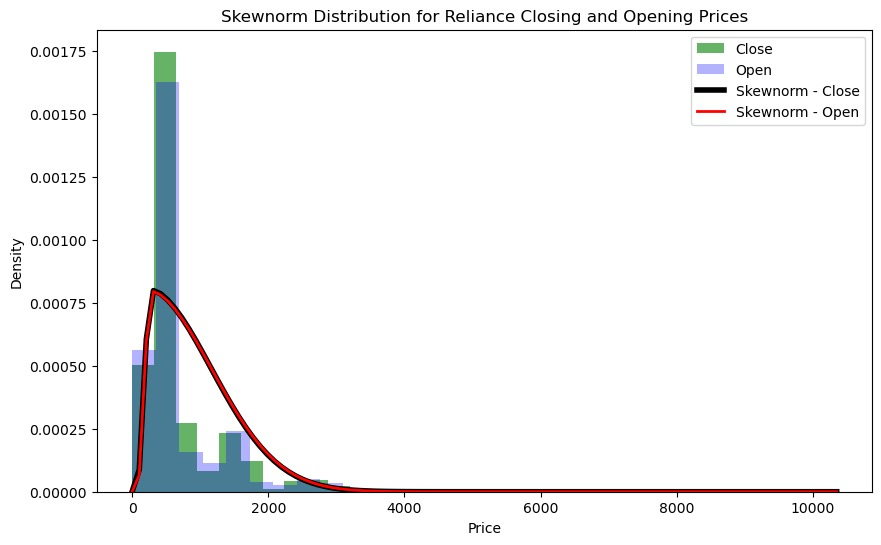 Skewnorm Distribution for Reliance Closing and Opening Prices
Close
Open
Skewnorm - Close
Skewnorm - Open
Density
0.00175
0.00150
0.00125
0.00100
0.00075
0.00050
0.00025
0.00000
0
2000
4000
6000
8000
10000
Price